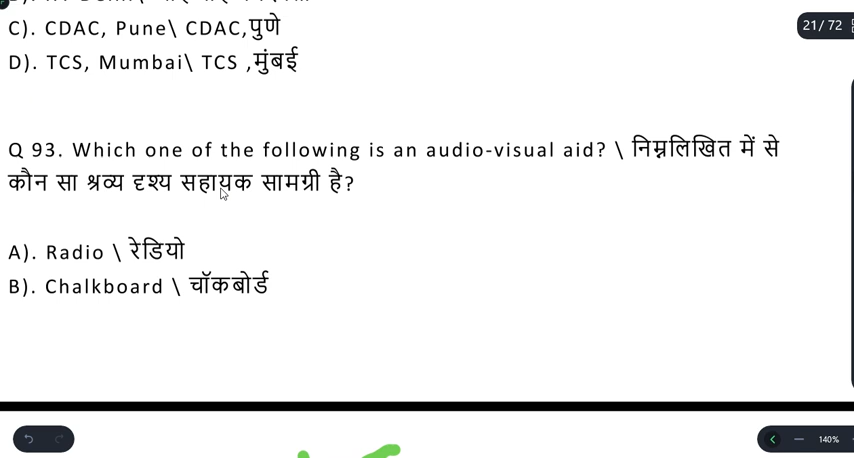 C). CDAC, Pune\ CDAC,पुणे
21/ 72
D). TCS, Mumbai\ TCS ,मुंबई
Q 93. Which one of the following is an audio-visual aid? \ निम्नलिखित में से
कौन सा श्रव्य दृश्य सहायक सामग्री है?
A). Radio \ रेडियो
B). Chalkboard \ चॉकबोर्ड
140%